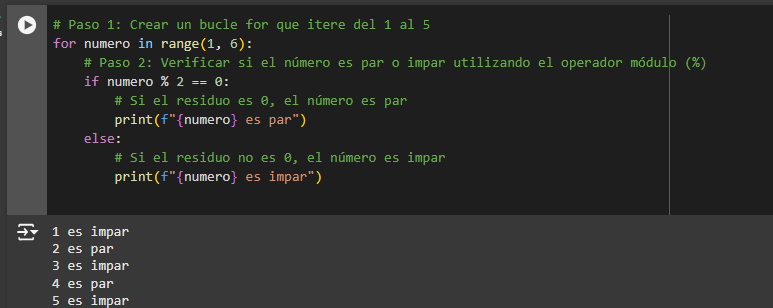 # Paso 1: Crear un bucle for que itere del 1 al 5
for numero in range(1, 6):
    # Paso 2: Verificar si el número es par o impar utilizando el operador módulo (%)
    if numero % 2 == 0:
        # Si el residuo es 0, el número es par
        print(f"{numero} es par")
    else:
        # Si el residuo no es 0, el número es impar
        print(f"{numero} es impar")
1 es impar
2 es par
3 es impar
4 es par
5 es impar